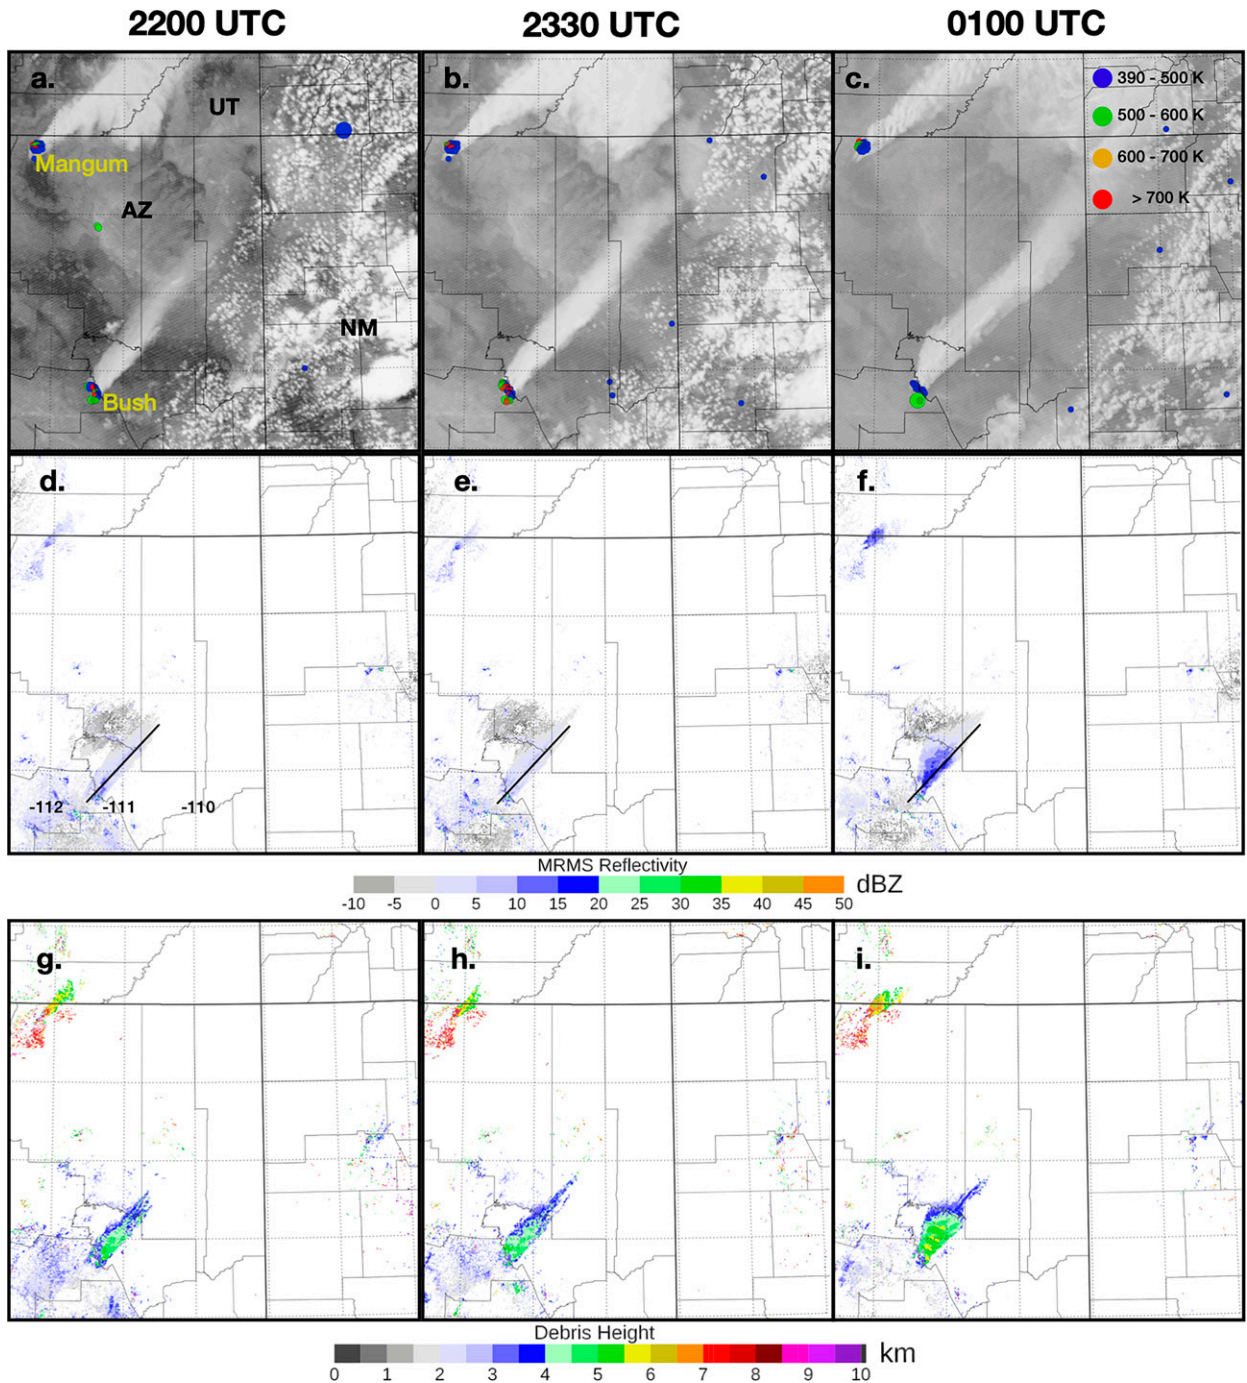 2200 UTC 2330 UTC 0100 UTC
a. b. c.
390 - 500 K
UT
500 - 600 K
Mangum
600 - 700 K
AZ
> 700 K
NM
Bush
d. e. f.
-112 -111 -110
MRMS Reflectivity
dBZ
-10 -5 0 5 10 15 20 25 30 35 40 45 50
g. h. i.
Debris Height
km
0 1 2 3 4 5 6 7 8 9 10